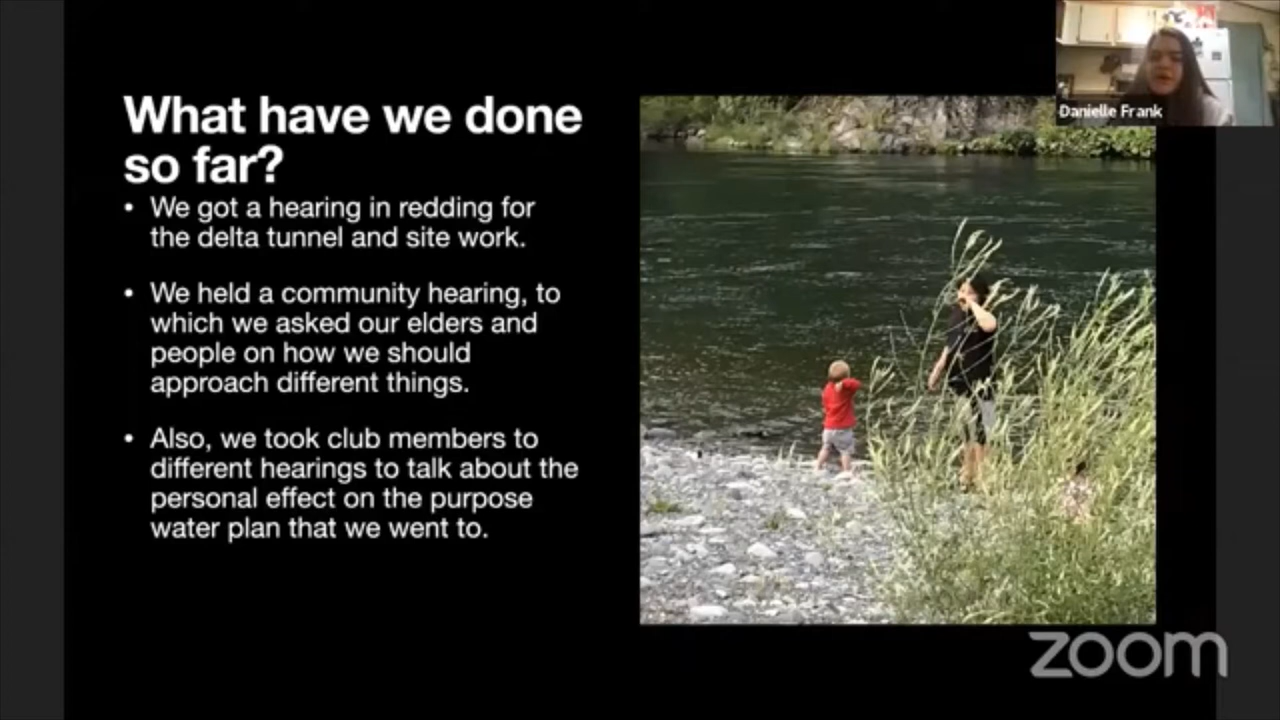 What have we done
so far?
• We got a hearing in redding for
the delta tunnel and site work.
• We held a community hearing, to
which we asked our elders and
people on how we should
approach different things.
• Also, we took club members to
different hearings to talk about the
personal effect on the purpose
water plan that we went to.
Danielle Frank
zoom